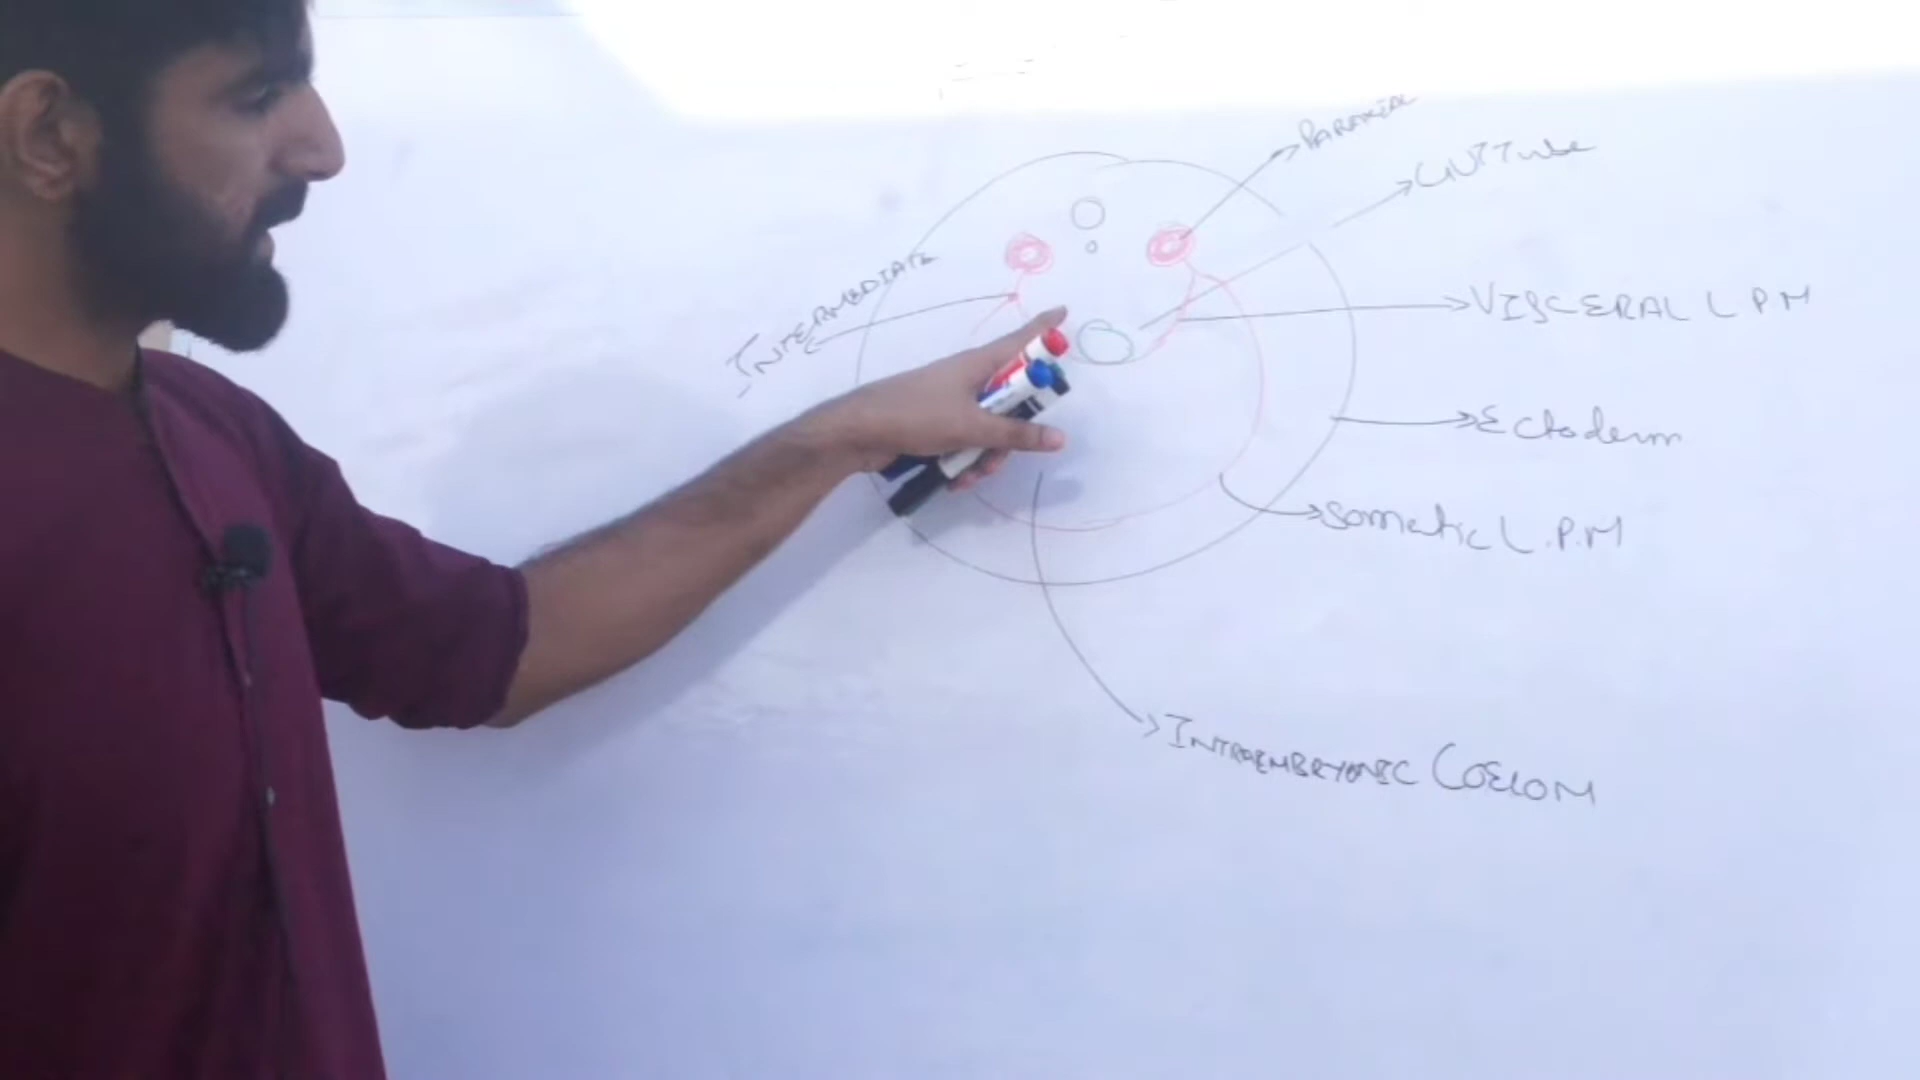 PARAXIAL
GUT Tube
INTERMEDIATE
VISCERAL L P M
Ectoderm
Somatic L.P.M
INTRAEMBRYONIC COELOM